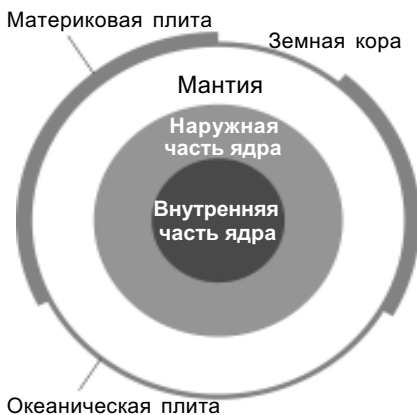 Материковая плита
Земная кора
Мантия
Наружная
часть ядра
Внутренняя
часть ядра
Океаническая плита